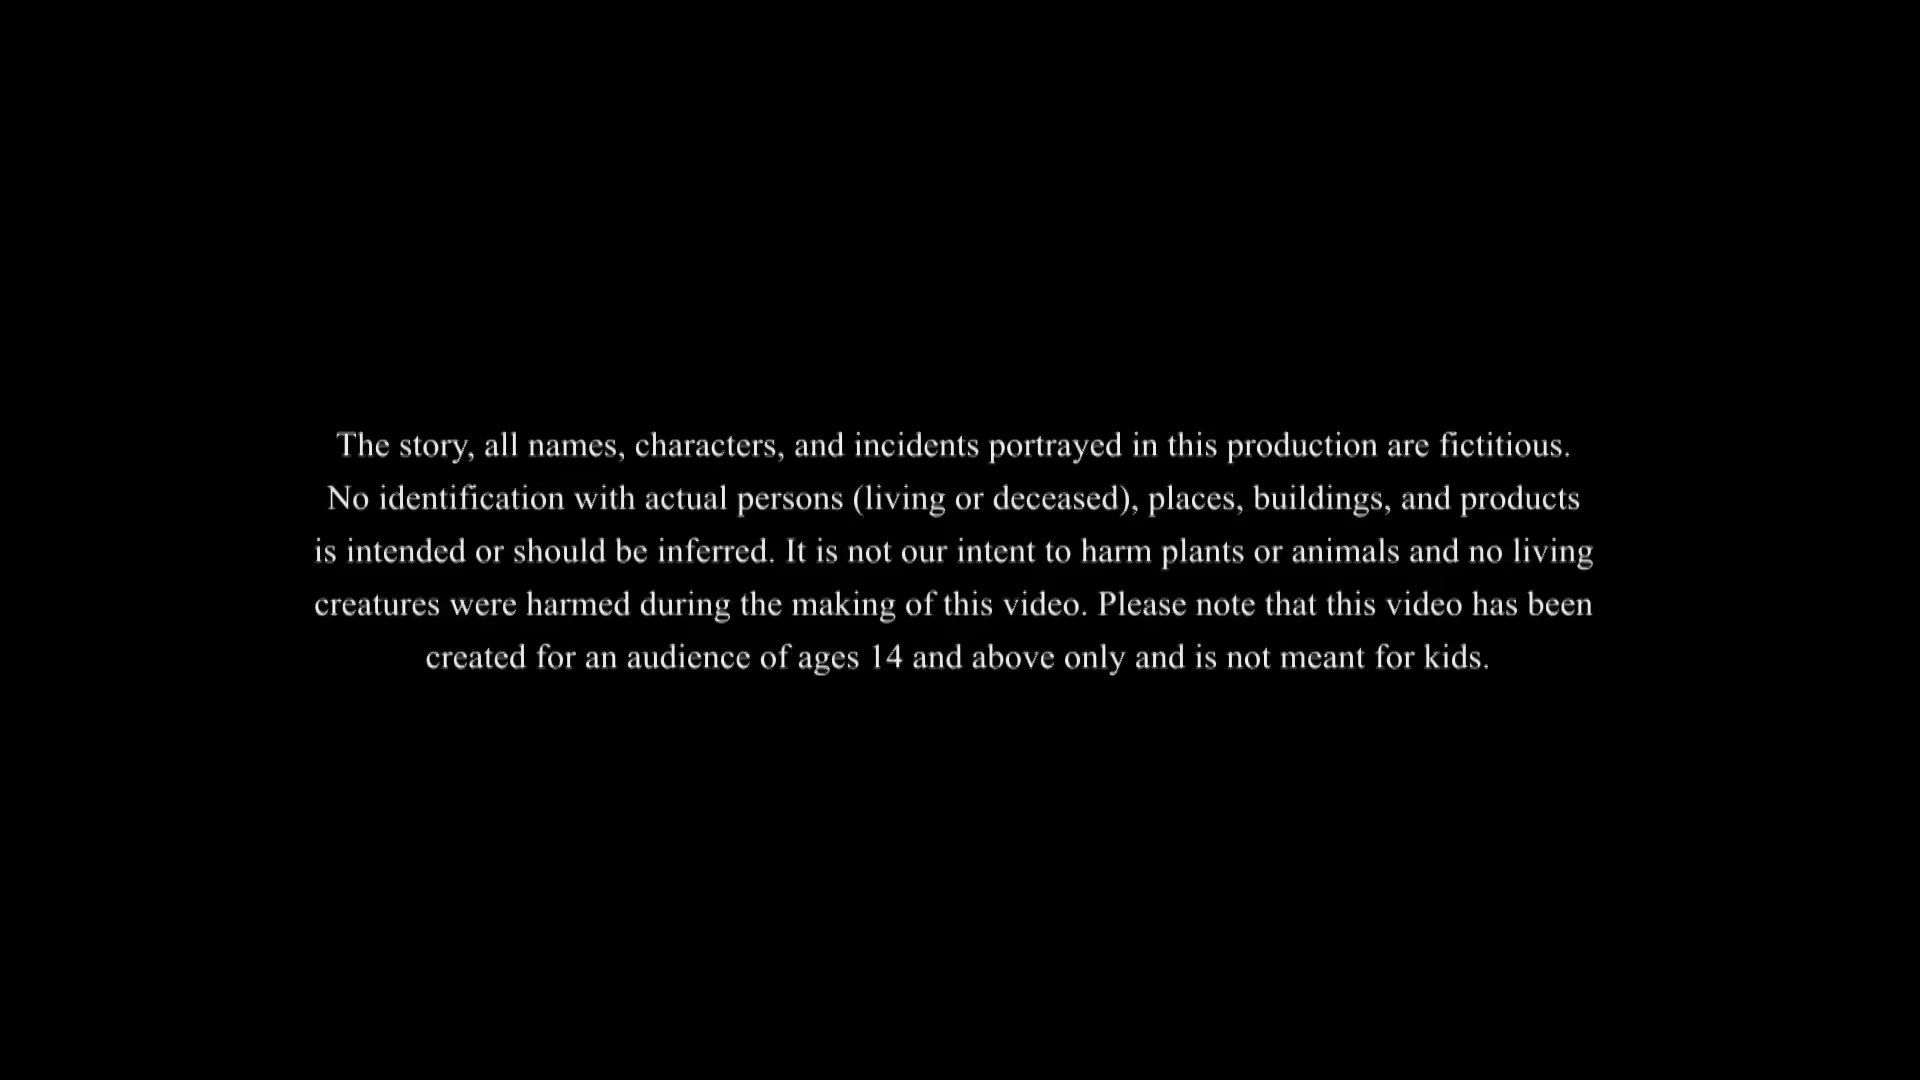 The story, all names, characters, and incidents portrayed in this production are fictitious.
No identification with actual persons (living or deceased), places, buildings, and products
is intended or should be inferred. It is not our intent to harm plants or animals and no living
creatures were harmed during the making of this video. Please note that this video has been
created for an audience of ages 14 and above only and is not meant for kids.